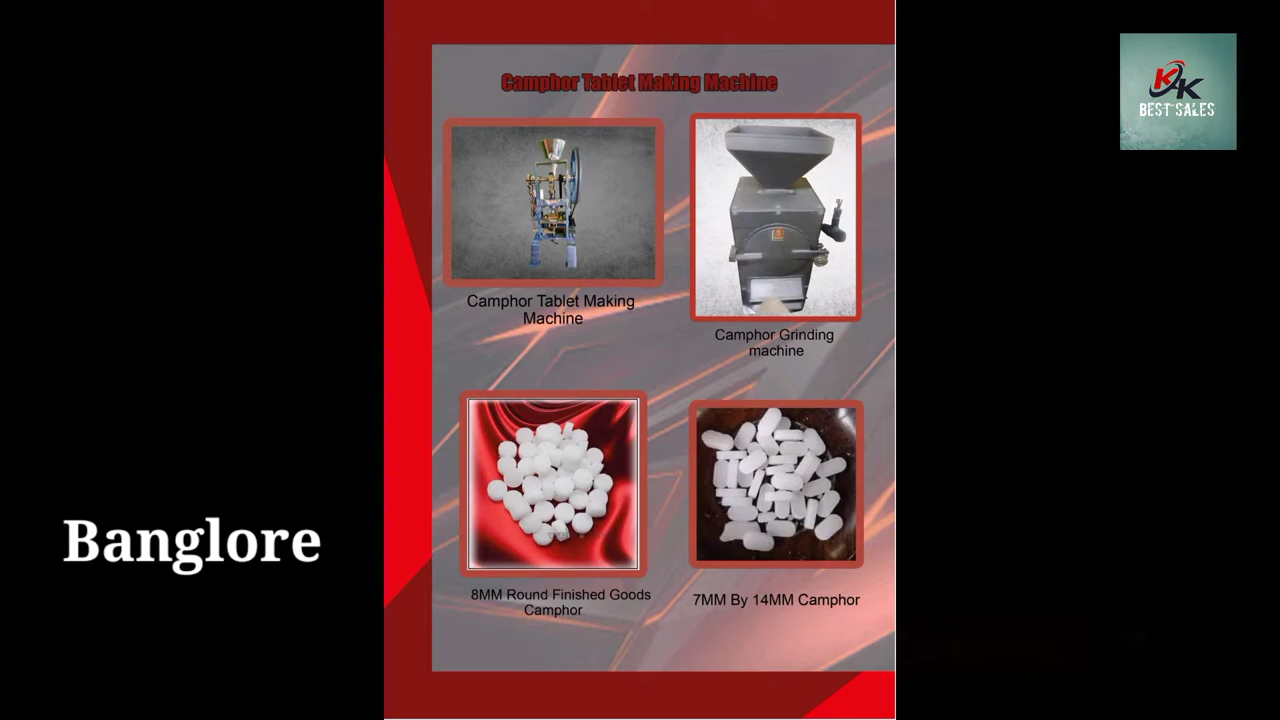 Camphor Tablet Making Machine
KK
BEST SALES
Camphor Tablet Making
Machine
Camphor Grinding
machine
Banglore
8MM Round Finished Goods
Camphor
7MM By 14MM Camphor